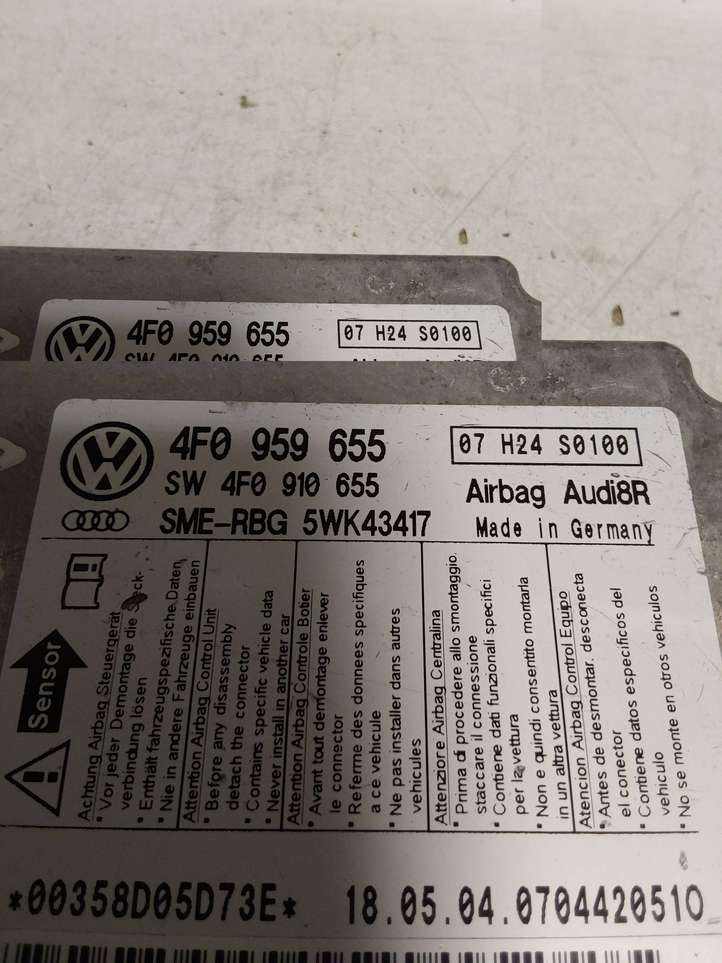 4F0 959 655
07 H24 S0100
SW 4F0 910 655
4F0 959 655
07 H24 S0100
SW 4F0 910 655
Airbag Audi8R
SME-RBG 5WK43417
Made in Germany
Sensor
Achtung Airbag Steuergerät
• Vor jeder Demontage die Steck-
verbindung lösen
• Enthält fahrzeugspezifische Daten
• Nie in andere Fahrzeuge einbauen
Attention Airbag Control Unit
• Before any disassembly
detach the connector
• Contains specific vehicle data
• Never install in another car
Attention Airbag Controle Botier
• Avant tout demontage enlever
le connector
• Referme des donnees specifiques
a ce vehicule
• Ne pas installer dans autres
vehicules
Attenziore Airbag Centralina
• Prima di procedere allo smontaggio.
staccare il connessione
• Contiene dati funzionali specifici
per la vettura
• Non e quindi consentito montarla
in un altra vettura
Atencion Airbag Control Equipo
• Antes de desmontar, desconecta
el conector
• Contiene datos especificos del
vehiculo
• No se monte en otros vehiculos
*00358D05D73E*
18.05.04.0704420510